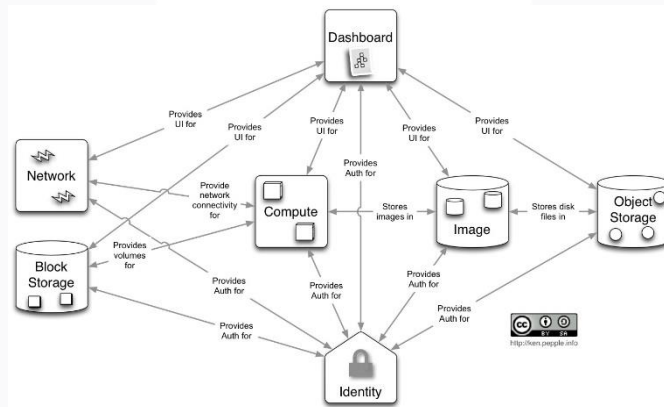 Dashboard
Provides
UI for
Provides
UI for
Provides
UI for
Provides
UI for
Provides
UI for
Provides
Auth for
Network
Provide
network
connectivity
for
Compute
Stores
images in
Image
Stores disk
files in
Object
Storage
Block
Storage
Provides
volumes
for
Provides
Auth for
Provides
Auth for
Provides
Auth for
Provides
Auth for
Provides
Auth for
Identity
cc
BY SA
http://ken.pepple.info